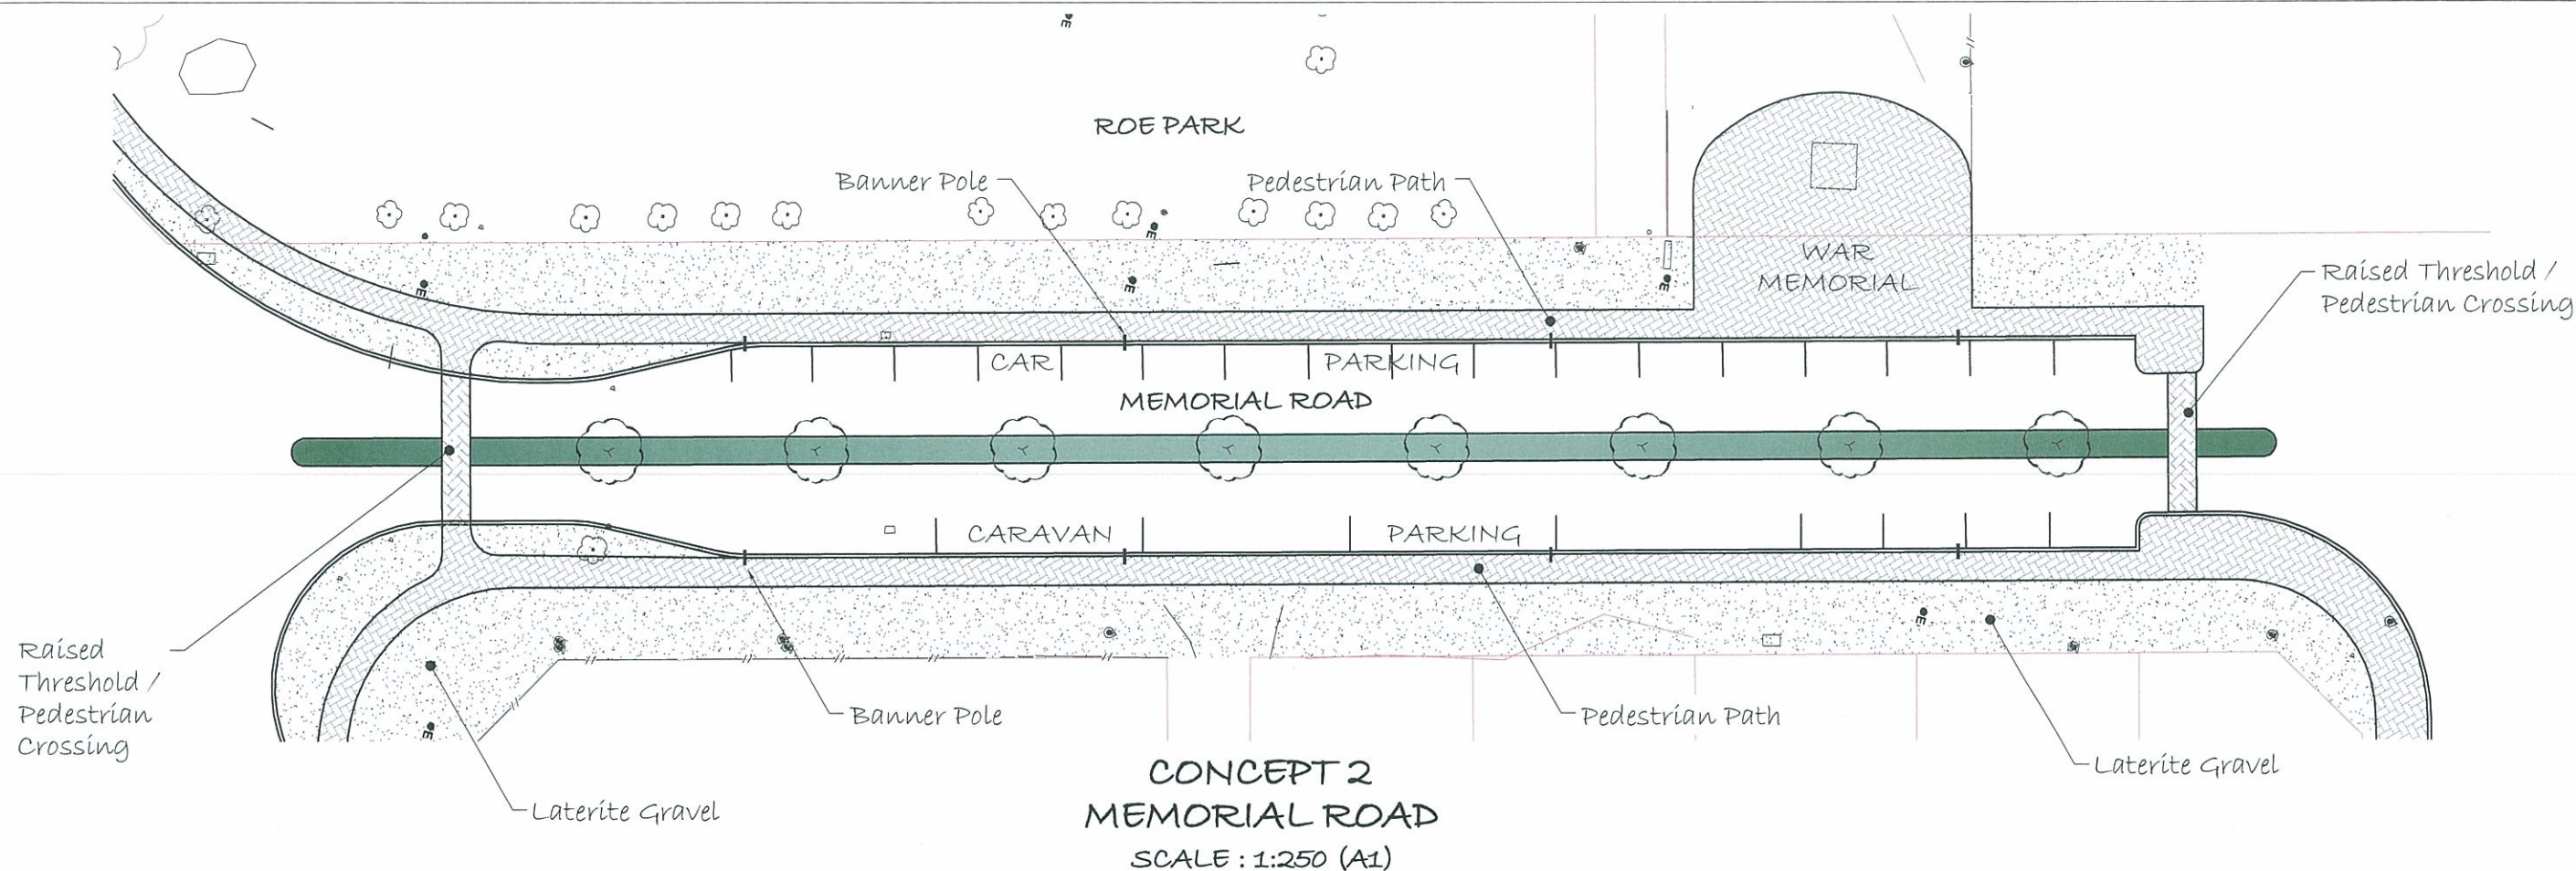 E
ROE PARK
Banner Pole
Pedestrian Path
E
WAR
MEMORIAL
E
E
E
Raised Threshold /
Pedestrian Crossing
CAR PARKING
MEMORIAL ROAD
CARAVAN PARKING
E
Raised
Threshold /
Pedestrian
Crossing
Banner Pole
Pedestrian Path
E
Laterite Gravel
Laterite Gravel
CONCEPT 2
MEMORIAL ROAD
SCALE : 1:250 (A1)